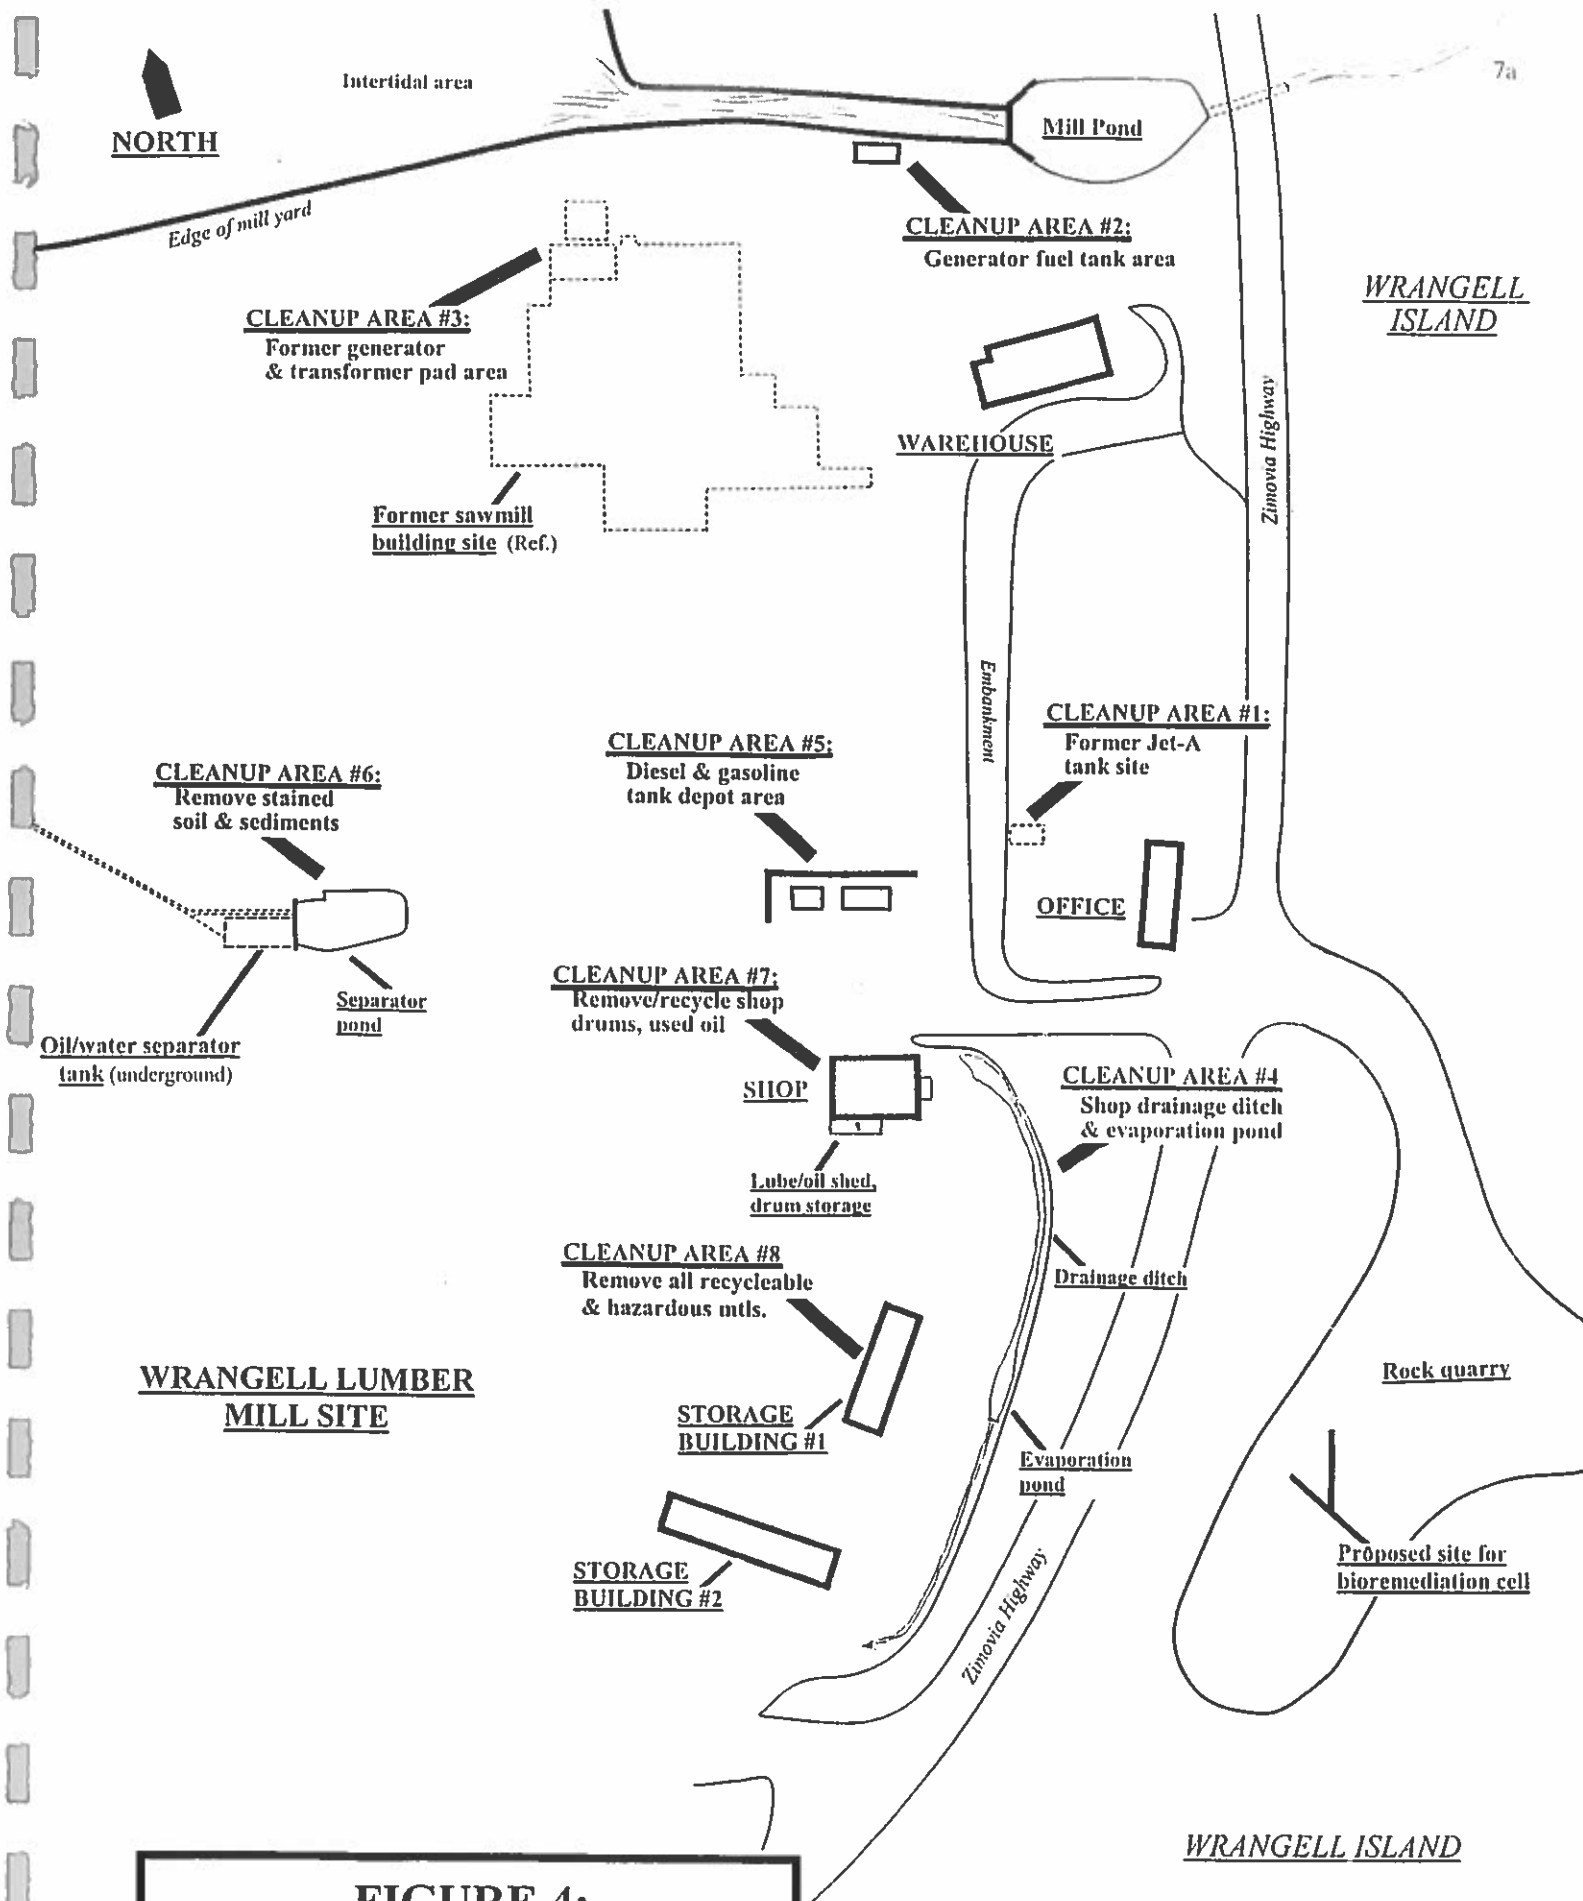 Intertidal area
7a
NORTH
Mill Pond
Edge of mill yard
CLEANUP AREA #2:
Generator fuel tank area
WRANGELL
ISLAND
CLEANUP AREA #3:
Former generator
& transformer pad area
WAREHOUSE
Zimovia Highway
Former sawmill
building site (Ref.)
Embankment
CLEANUP AREA #1:
Former Jet-A
tank site
CLEANUP AREA #5:
Diesel & gasoline
tank depot area
CLEANUP AREA #6:
Remove stained
soil & sediments
OFFICE
CLEANUP AREA #7:
Remove/recycle shop
drums, used oil
Separator
pond
Oil/water separator
tank (underground)
SHOP
CLEANUP AREA #4
Shop drainage ditch
& evaporation pond
Lube/oil shed,
drum storage
CLEANUP AREA #8
Remove all recycleable
& hazardous mtls.
Drainage ditch
WRANGELL LUMBER
MILL SITE
Rock quarry
STORAGE
BUILDING #1
Evaporation
pond
STORAGE
BUILDING #2
Proposed site for
bioremediation cell
Zimovia Highway
WRANGELL ISLAND
FIGURE 4: